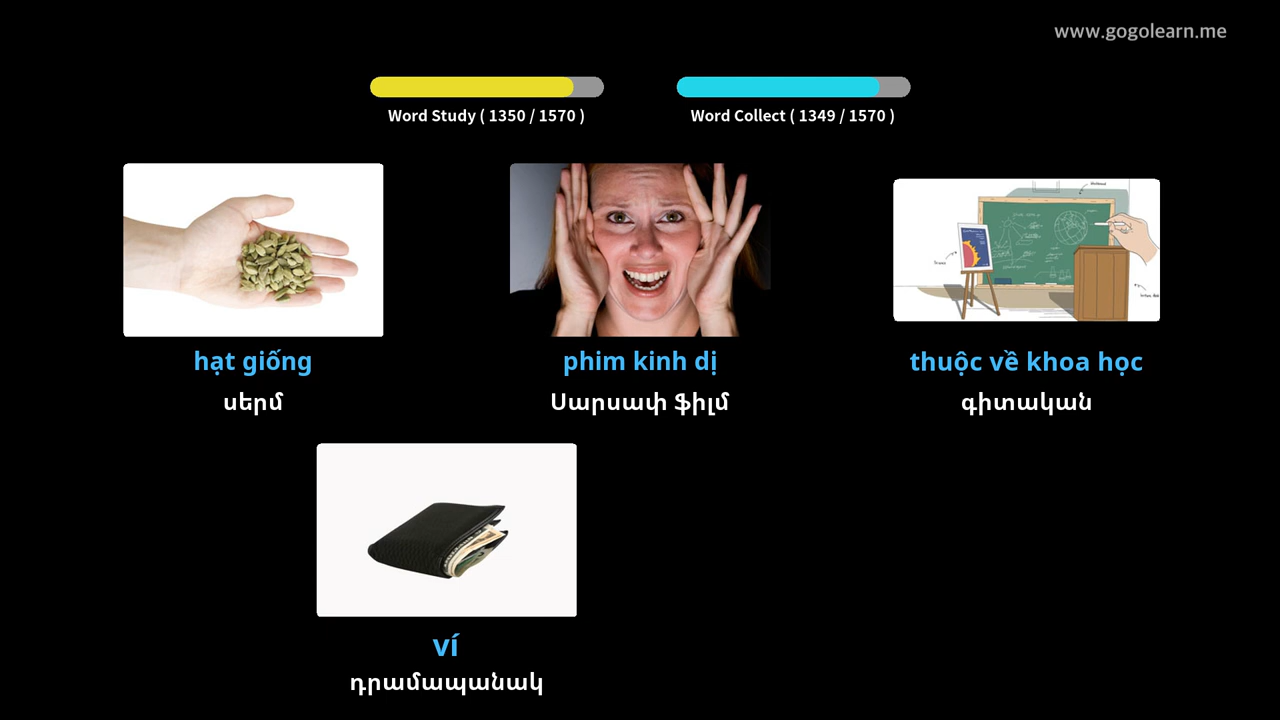 www.gogolearn.me
Word Study ( 1350 / 1570 )
Word Collect ( 1349 / 1570 )
hạt giống
սերմ
phim kinh dị
Սարսափ ֆիլմ
thuộc về khoa học
գիտական
ví
դրամապանակ